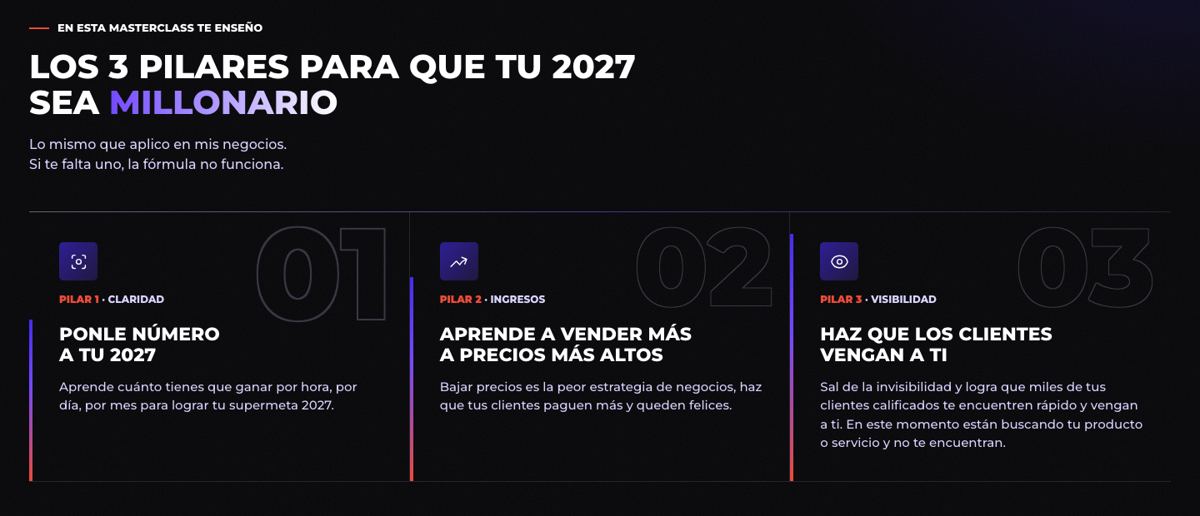 EN ESTA MASTERCLASS TE ENSEÑO
LOS 3 PILARES PARA QUE TU 2027
SEA MILLONARIO
Lo mismo que aplico en mis negocios.
Si te falta uno, la fórmula no funciona.
01
PILAR 1 · CLARIDAD
PONLE NÚMERO
A TU 2027
Aprende cuánto tienes que ganar por hora, por
día, por mes para lograr tu supermeta 2027.
02
PILAR 2 · INGRESOS
APRENDE A VENDER MÁS
A PRECIOS MÁS ALTOS
Bajar precios es la peor estrategia de negocios, haz
que tus clientes paguen más y queden felices.
03
PILAR 3 · VISIBILIDAD
HAZ QUE LOS CLIENTES
VENGAN A TI
Sal de la invisibilidad y logra que miles de tus
clientes calificados te encuentren rápido y vengan
a ti. En este momento están buscando tu producto
o servicio y no te encuentran.